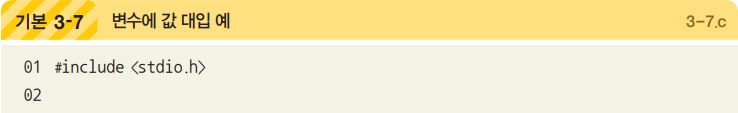 기본 3-7 변수에 값 대입 예 3-7.c
01 #include <stdio.h>
02